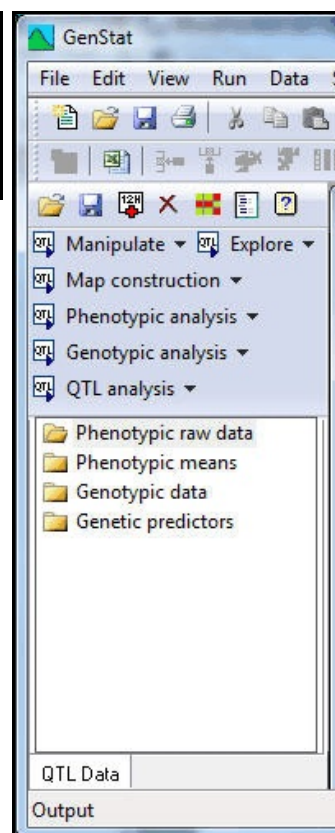 GenStat
File Edit View Run Data
Manipulate Explore
Map construction
Phenotypic analysis
Genotypic analysis
QTL analysis
Phenotypic raw data
Phenotypic means
Genotypic data
Genetic predictors
QTL Data
Output